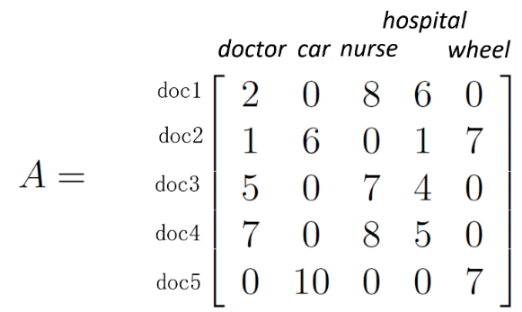 hospital
doctor car nurse wheel
doc1 2 0 8 6 0
doc2 1 6 0 1 7
A = doc3 5 0 7 4 0
doc4 7 0 8 5 0
doc5 0 10 0 0 7